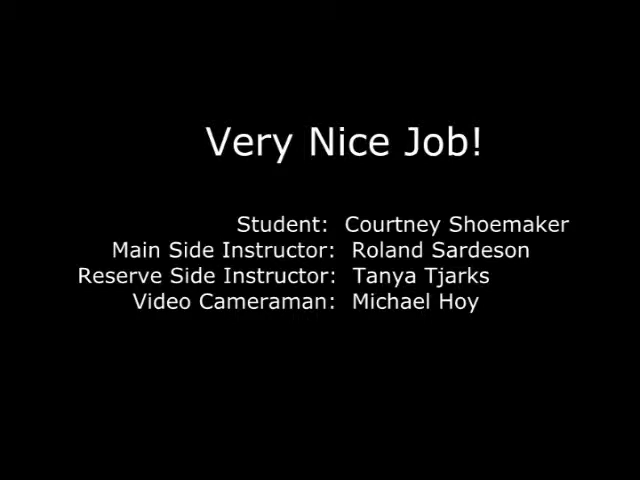 Very Nice Job!
Student: Courtney Shoemaker
Main Side Instructor: Roland Sardeson
Reserve Side Instructor: Tanya Tjarks
Video Cameraman: Michael Hoy